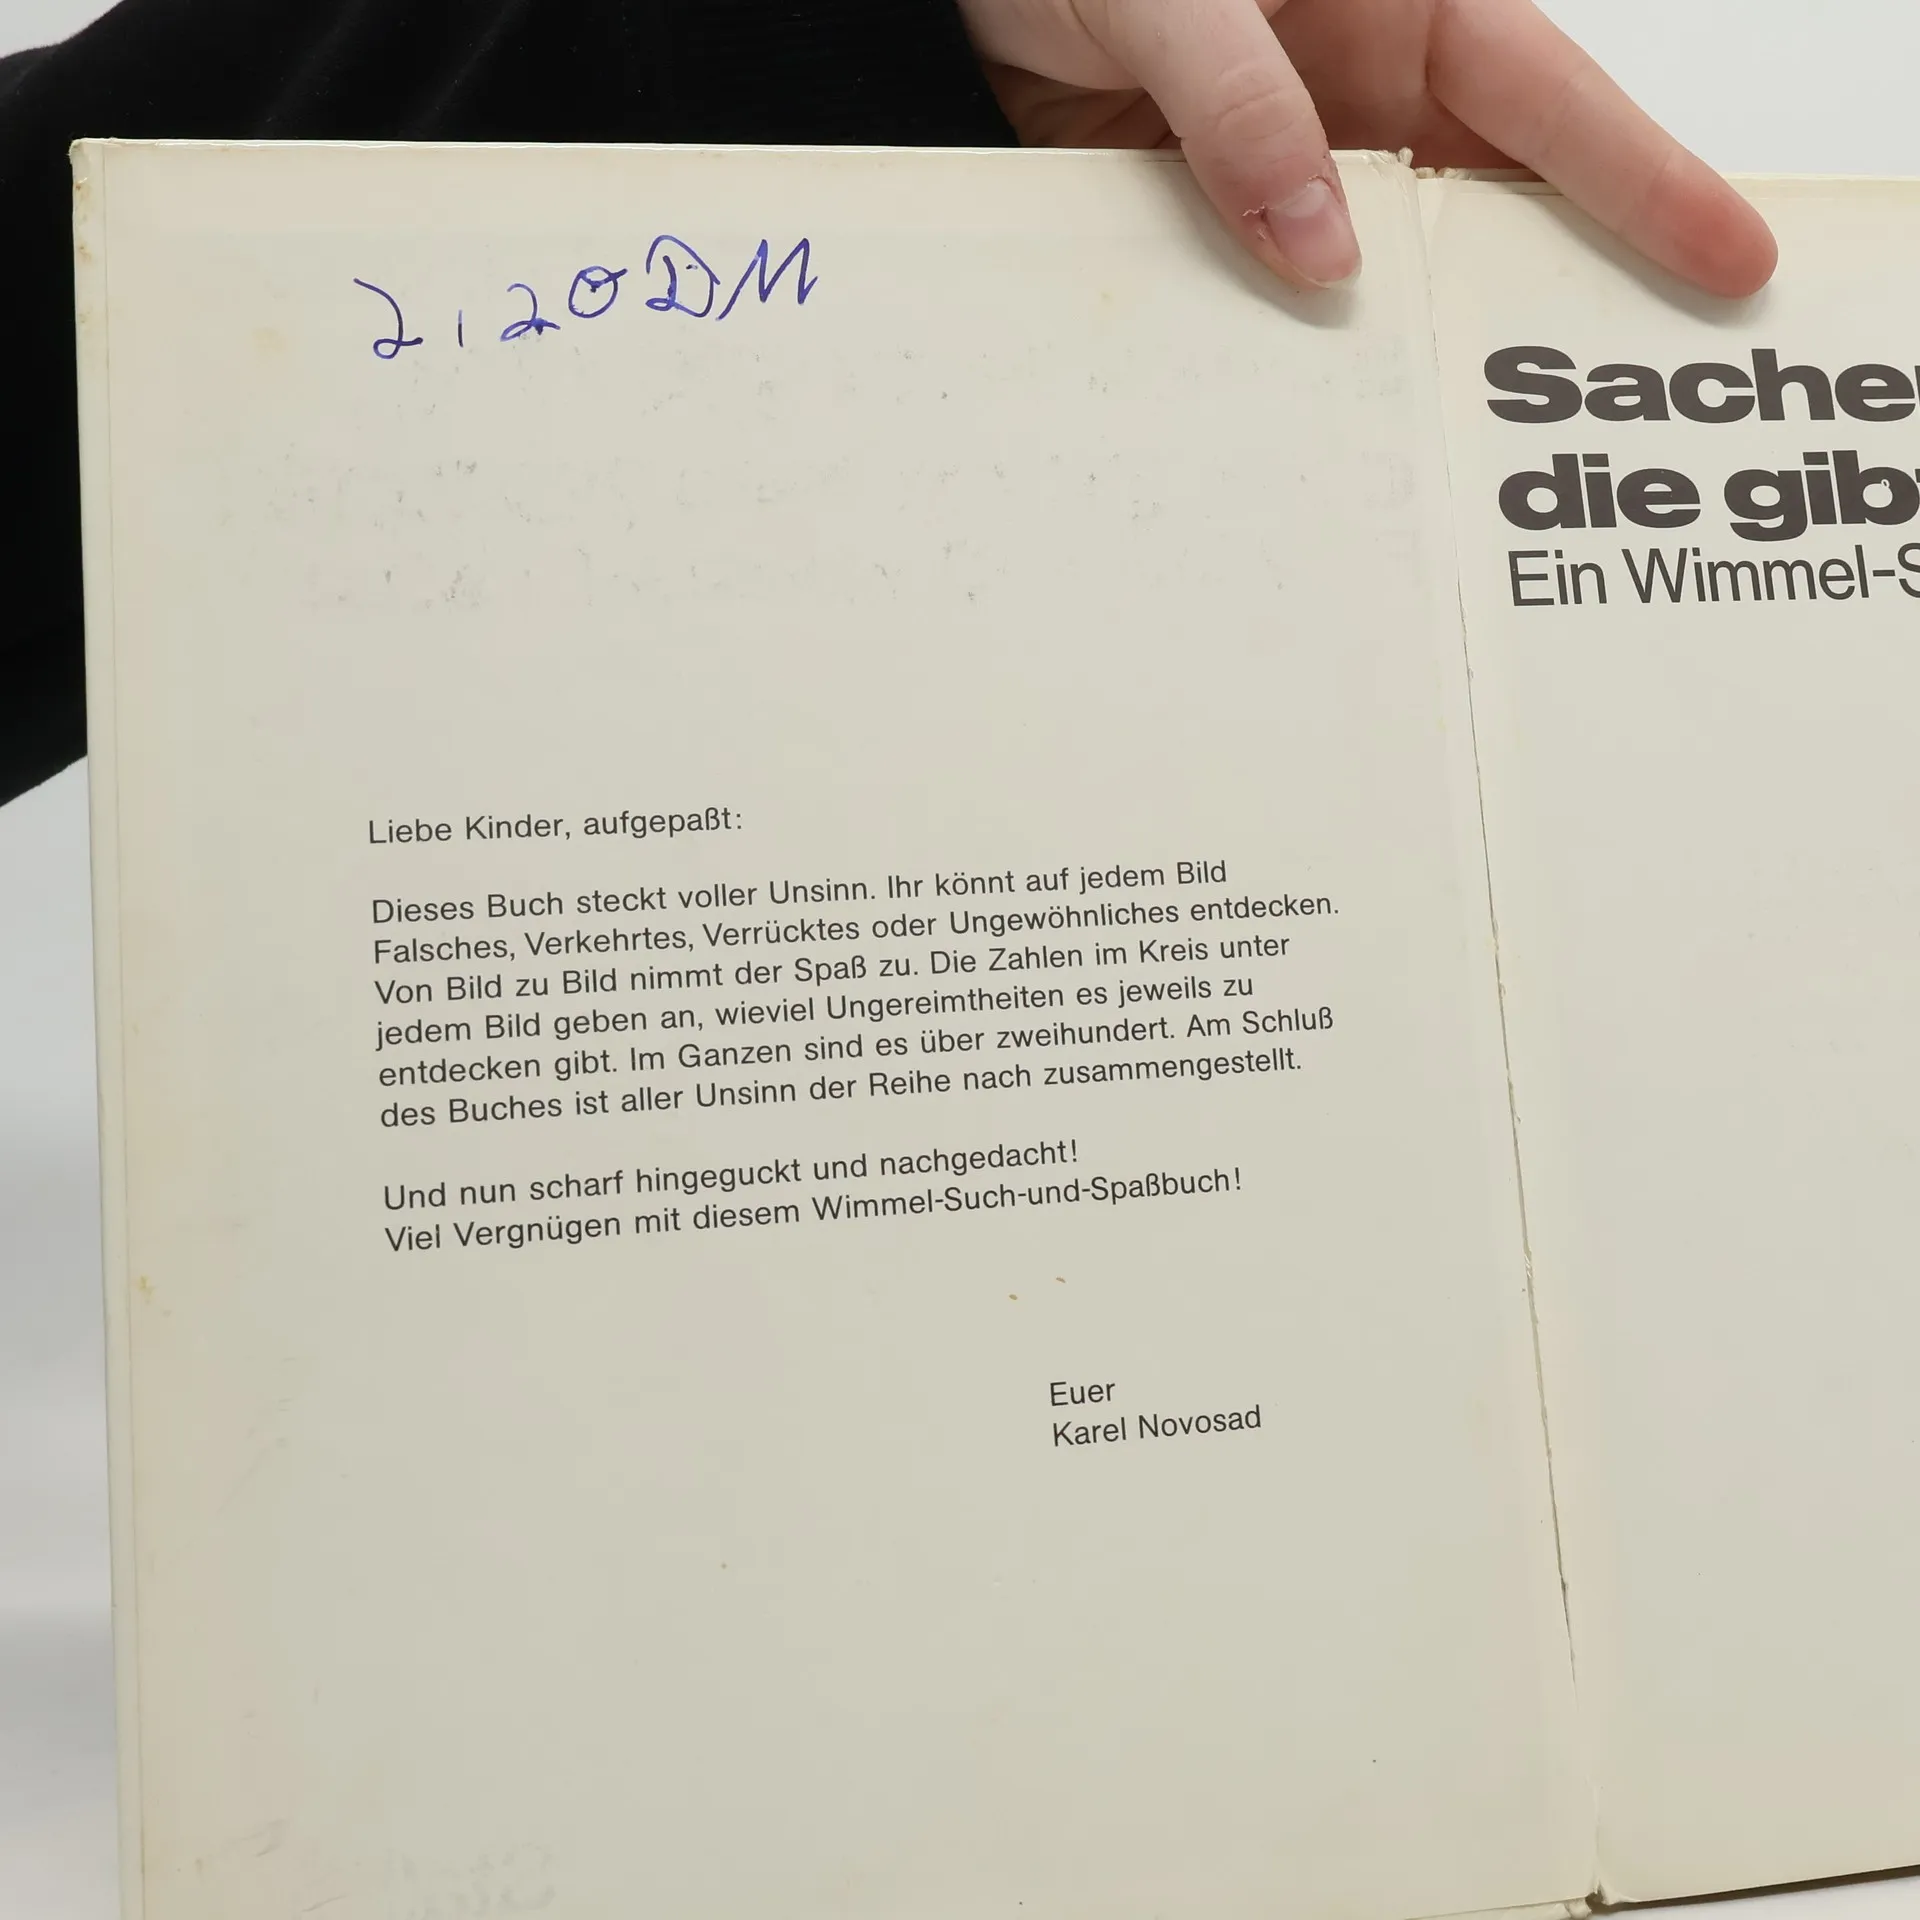 2,20 DM
Liebe Kinder, aufgepaßt:
Dieses Buch steckt voller Unsinn. Ihr könnt auf jedem Bild
Falsches, Verkehrtes, Verrücktes oder Ungewöhnliches entdecken.
Von Bild zu Bild nimmt der Spaß zu. Die Zahlen im Kreis unter
jedem Bild geben an, wieviel Ungereimtheiten es jeweils zu
entdecken gibt. Im Ganzen sind es über zweihundert. Am Schluß
des Buches ist aller Unsinn der Reihe nach zusammengestellt.
Und nun scharf hingeguckt und nachgedacht!
Viel Vergnügen mit diesem Wimmel-Such-und-Spaßbuch!
Euer
Karel Novosad
Sache
die gib
Ein Wimmel-S